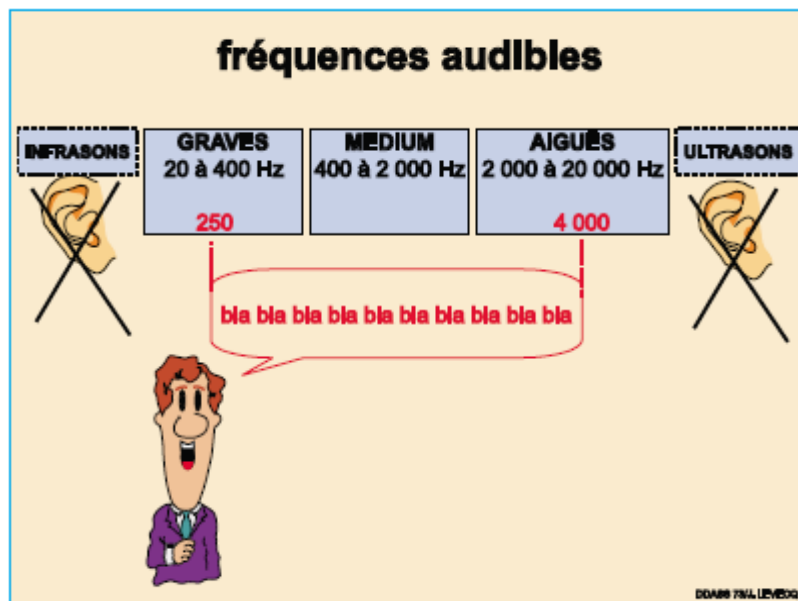 fréquences audibles
INFRASONS
GRAVES
20 à 400 Hz
250
MEDIUM
400 à 2 000 Hz
AIGUËS
2 000 à 20 000 Hz
4 000
ULTRASONS
bla bla bla bla bla bla bla bla bla bla
DDASS